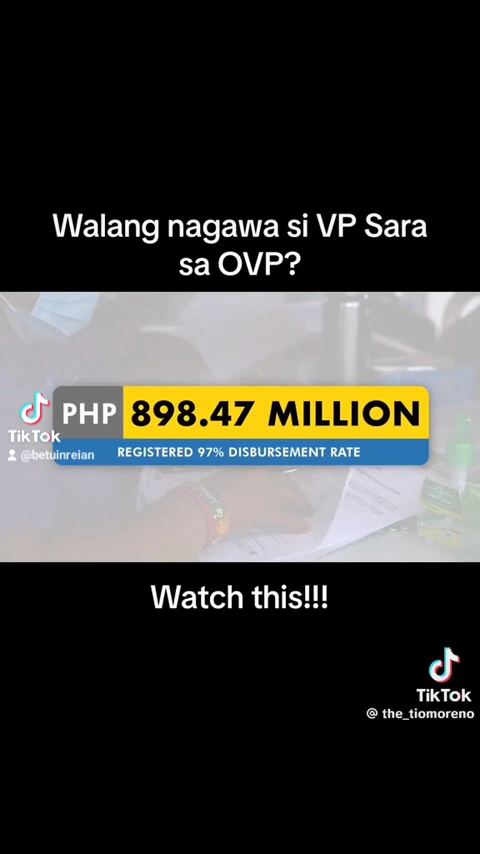 Walang nagawa si VP Sara
sa OVP?
PHP 898.47 MILLION
REGISTERED 97% DISBURSEMENT RATE
TikTok
@betuinreian
Watch this!!!
TikTok
@ the_tiomoreno